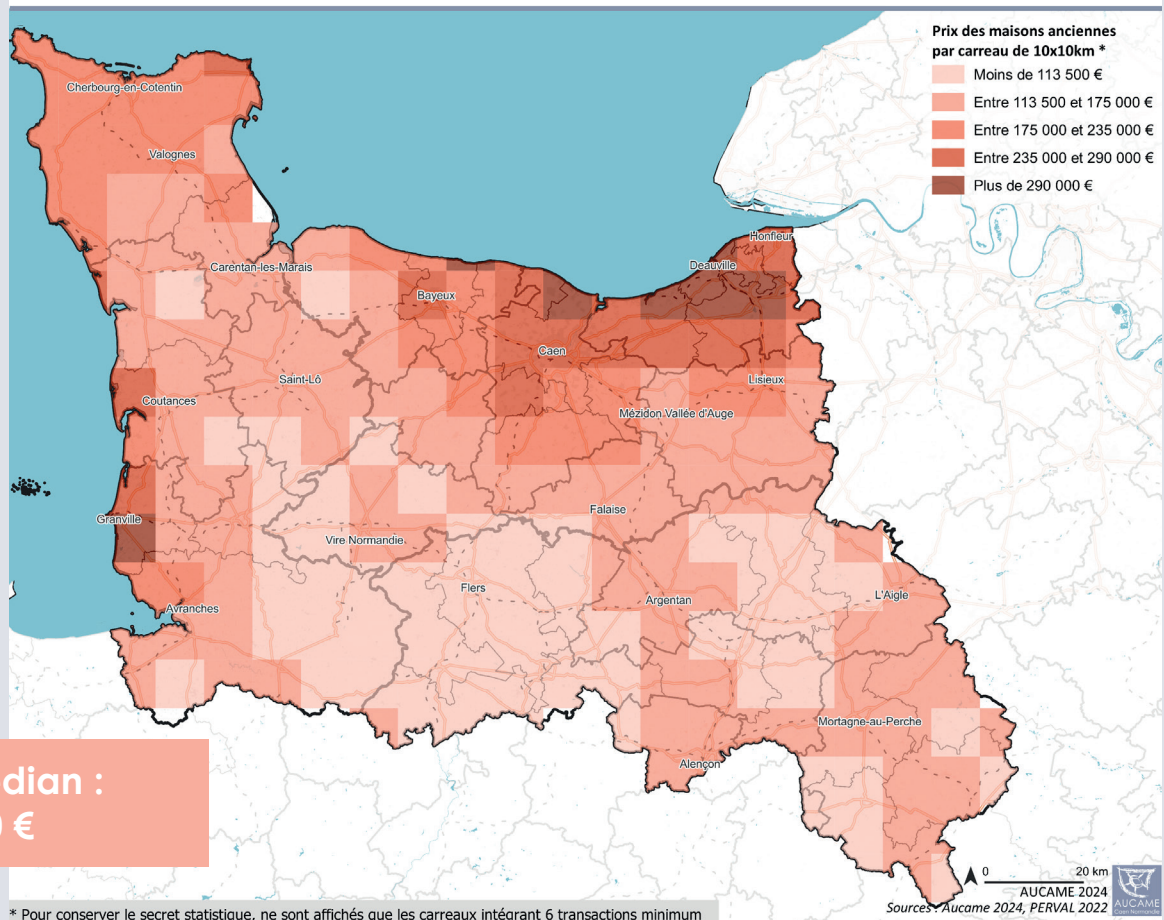 Prix des maisons anciennes
par carreau de 10x10km *
Moins de 113 500 €
Entre 113 500 et 175 000 €
Entre 175 000 et 235 000 €
Entre 235 000 et 290 000 €
Plus de 290 000 €
Cherbourg-en-Cotentin
Valognes
Honfleur
Deauville
Carentan-les-Marais
Bayeux
Caen
Saint-Lô
Lisieux
Coutances
Mézidon Vallée d'Auge
Granville
Falaise
Vire Normandie
Flers
Argentan
L'Aigle
Avranches
Mortagne-au-Perche
Alençon
dian :
€
0 20 km
AUCAME 2024
Sources : Aucame 2024, PERVAL 2022
AUCAME
Caen Normandie
* Pour conserver le secret statistique, ne sont affichés que les carreaux intégrant 6 transactions minimum